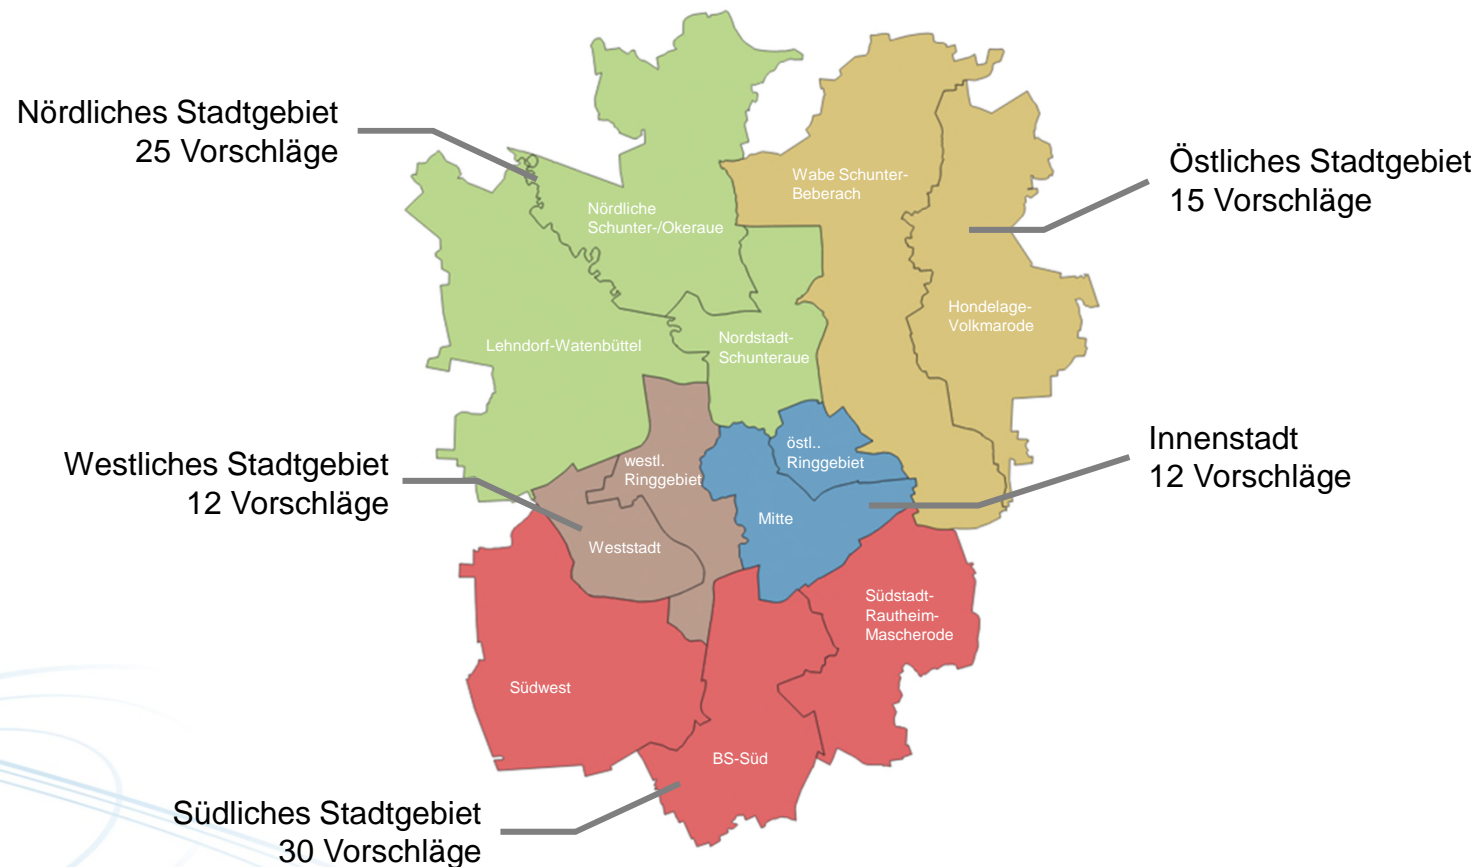 Nördliches Stadtgebiet
25 Vorschläge
Östliches Stadtgebiet
15 Vorschläge
Wabe Schunter-
Beberach
Nördliche
Schunter-/Okeraue
Hondelage-
Volkmarode
Lehndorf-Watenbüttel
Nordstadt-
Schunteraue
Westliches Stadtgebiet
12 Vorschläge
westl.
Ringgebiet
östl..
Ringgebiet
Innenstadt
12 Vorschläge
Mitte
Weststadt
Südstadt-
Rautheim-
Mascherode
Südwest
BS-Süd
Südliches Stadtgebiet
30 Vorschläge